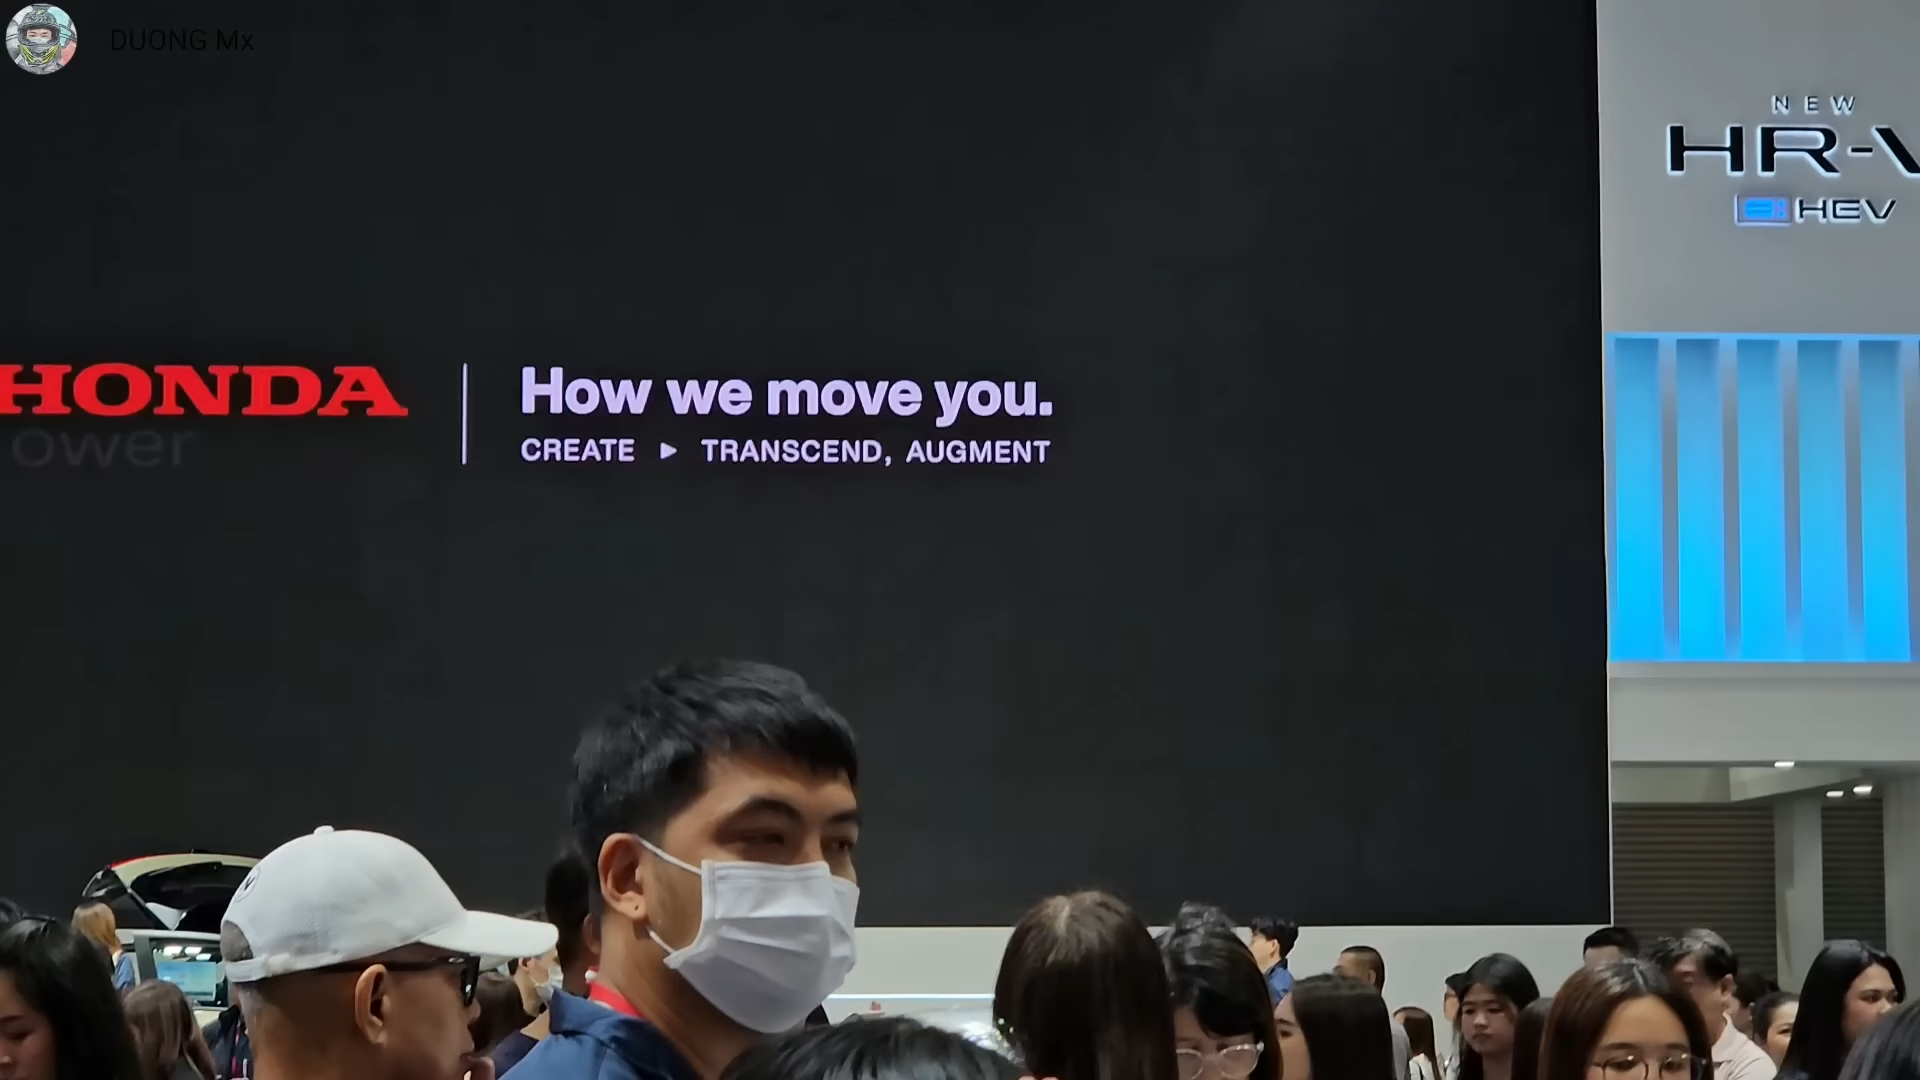 DUONG Mx
NEW
HR-V
HEV
HONDA
ower
How we move you.
CREATE ▸ TRANSCEND, AUGMENT